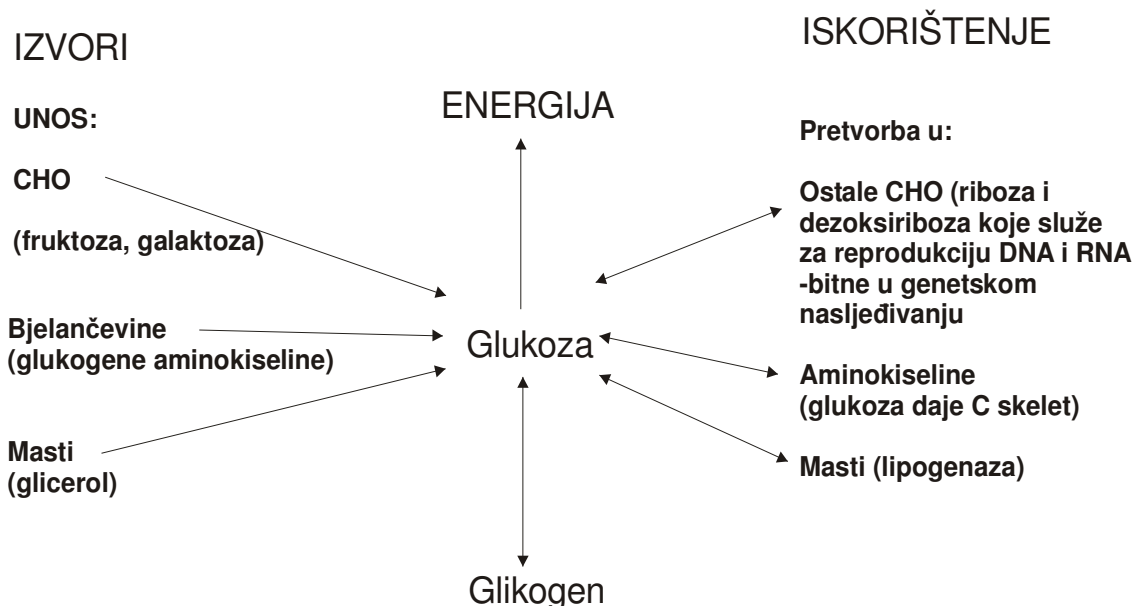 IZVORI
UNOS:
CHO
(fruktoza, galaktoza)
Bjelančevine
(glukogene aminokiseline)
Masti
(glicerol)
ENERGIJA
Glukoza
Glikogen
ISKORIŠTENJE
Pretvorba u:
Ostale CHO (riboza i
dezoksiriboza koje služe
za reprodukciju DNA i RNA
-bitne u genetskom
nasljeđivanju
Aminokiseline
(glukoza daje C skelet)
Masti (lipogenaza)